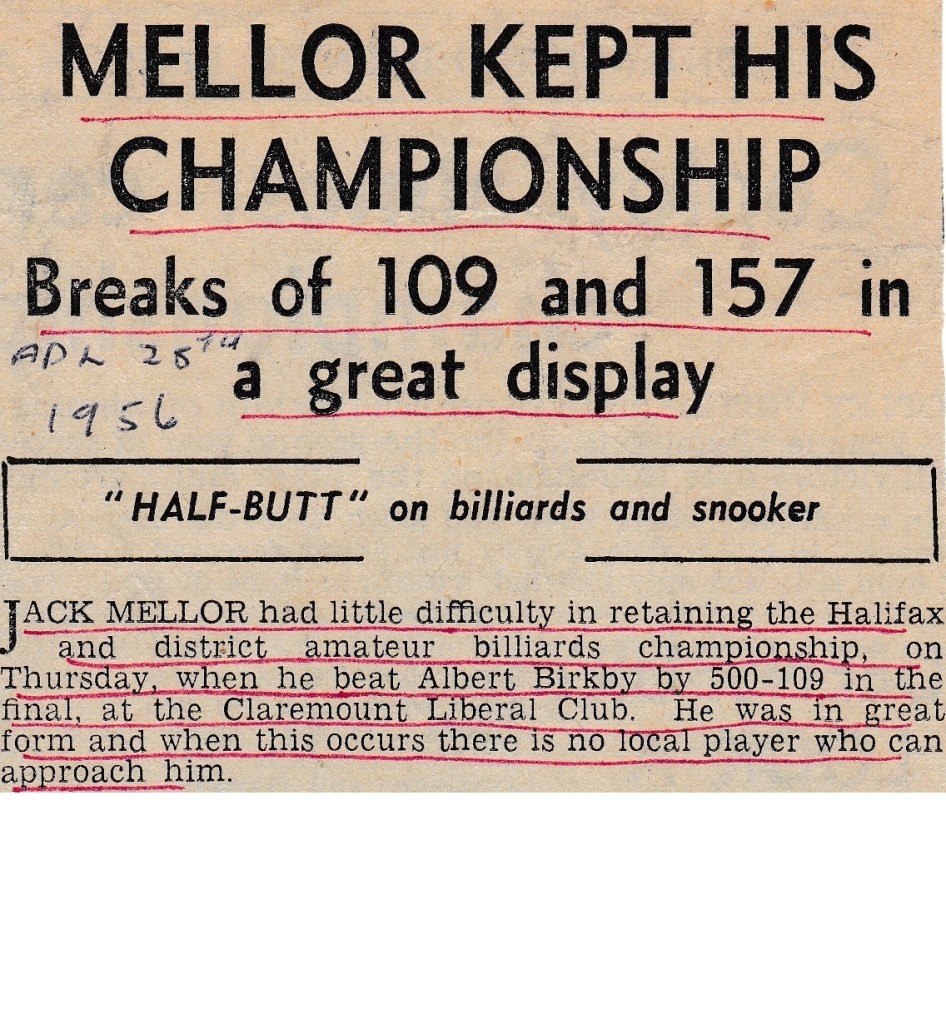 MELLOR KEPT HIS
CHAMPIONSHIP
Breaks of 109 and 157 in
a great display
APL 28TH
1956
"HALF-BUTT" on billiards and snooker
JACK MELLOR had little difficulty in retaining the Halifax
and district amateur billiards championship, on
Thursday, when he beat Albert Birkby by 500-109 in the
final, at the Claremount Liberal Club. He was in great
form and when this occurs there is no local player who can
approach him.